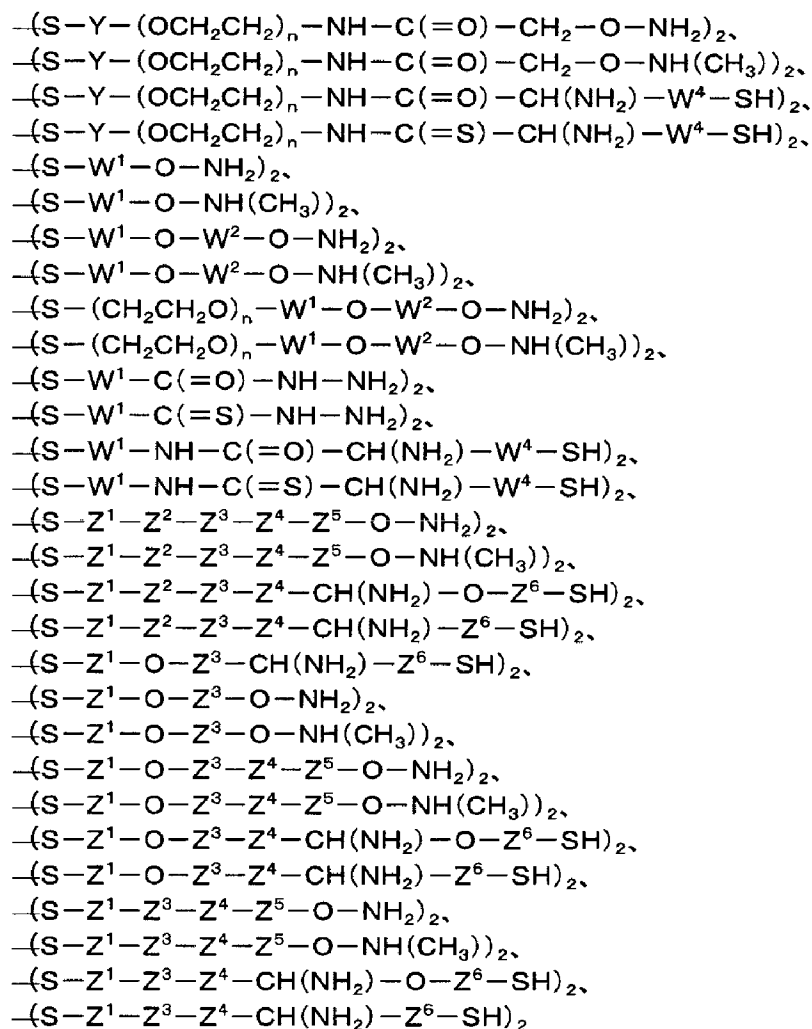 -(S-Y-(OCH₂CH₂)ₙ-NH-C(=O)-CH₂-O-NH₂)₂、
-(S-Y-(OCH₂CH₂)ₙ-NH-C(=O)-CH₂-O-NH(CH₃))₂、
-(S-Y-(OCH₂CH₂)ₙ-NH-C(=O)-CH(NH₂)-W⁴-SH)₂、
-(S-Y-(OCH₂CH₂)ₙ-NH-C(=S)-CH(NH₂)-W⁴-SH)₂、
-(S-W¹-O-NH₂)₂、
-(S-W¹-O-NH(CH₃))₂、
-(S-W¹-O-W²-O-NH₂)₂、
-(S-W¹-O-W²-O-NH(CH₃))₂、
-(S-(CH₂CH₂O)ₙ-W¹-O-W²-O-NH₂)₂、
-(S-(CH₂CH₂O)ₙ-W¹-O-W²-O-NH(CH₃))₂、
-(S-W¹-C(=O)-NH-NH₂)₂、
-(S-W¹-C(=S)-NH-NH₂)₂、
-(S-W¹-NH-C(=O)-CH(NH₂)-W⁴-SH)₂、
-(S-W¹-NH-C(=S)-CH(NH₂)-W⁴-SH)₂、
-(S-Z¹-Z²-Z³-Z⁴-Z⁵-O-NH₂)₂、
-(S-Z¹-Z²-Z³-Z⁴-Z⁵-O-NH(CH₃))₂、
-(S-Z¹-Z²-Z³-Z⁴-CH(NH₂)-O-Z⁶-SH)₂、
-(S-Z¹-Z²-Z³-Z⁴-CH(NH₂)-Z⁶-SH)₂、
-(S-Z¹-O-Z³-CH(NH₂)-Z⁶-SH)₂、
-(S-Z¹-O-Z³-O-NH₂)₂、
-(S-Z¹-O-Z³-O-NH(CH₃))₂、
-(S-Z¹-O-Z³-Z⁴-Z⁵-O-NH₂)₂、
-(S-Z¹-O-Z³-Z⁴-Z⁵-O-NH(CH₃))₂、
-(S-Z¹-O-Z³-Z⁴-CH(NH₂)-O-Z⁶-SH)₂、
-(S-Z¹-O-Z³-Z⁴-CH(NH₂)-Z⁶-SH)₂、
-(S-Z¹-Z³-Z⁴-Z⁵-O-NH₂)₂、
-(S-Z¹-Z³-Z⁴-Z⁵-O-NH(CH₃))₂、
-(S-Z¹-Z³-Z⁴-CH(NH₂)-O-Z⁶-SH)₂、
-(S-Z¹-Z³-Z⁴-CH(NH₂)-Z⁶-SH)₂